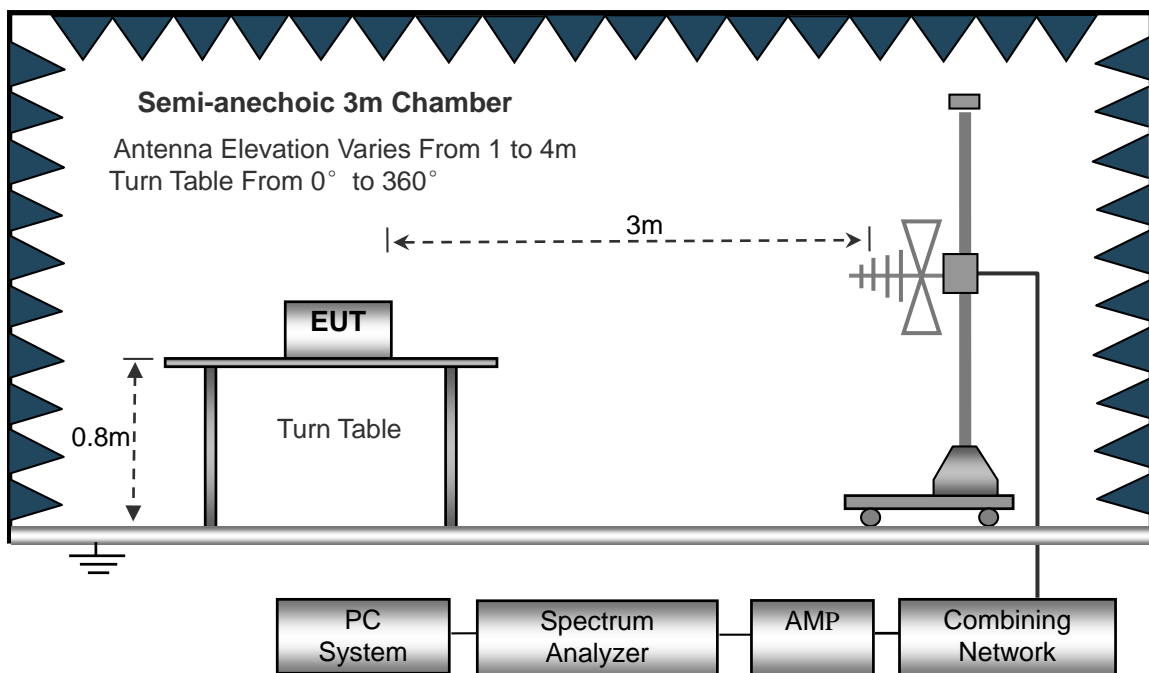 Semi-anechoic 3m Chamber
Antenna Elevation Varies From 1 to 4m
Turn Table From 0° to 360°
3m
EUT
0.8m
Turn Table
PC
System
Spectrum
Analyzer
AMP
Combining
Network